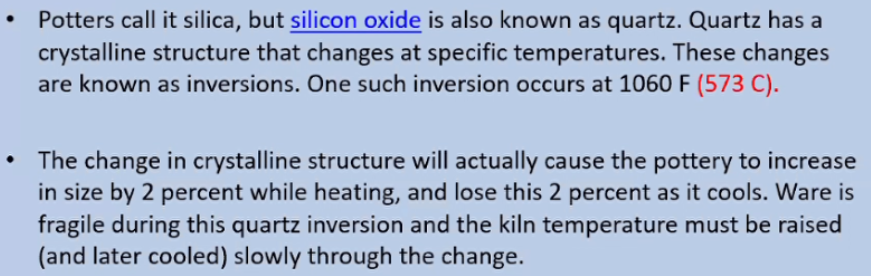 • Potters call it silica, but silicon oxide is also known as quartz. Quartz has a
crystalline structure that changes at specific temperatures. These changes
are known as inversions. One such inversion occurs at 1060 F (573 C).
• The change in crystalline structure will actually cause the pottery to increase
in size by 2 percent while heating, and lose this 2 percent as it cools. Ware is
fragile during this quartz inversion and the kiln temperature must be raised
(and later cooled) slowly through the change.